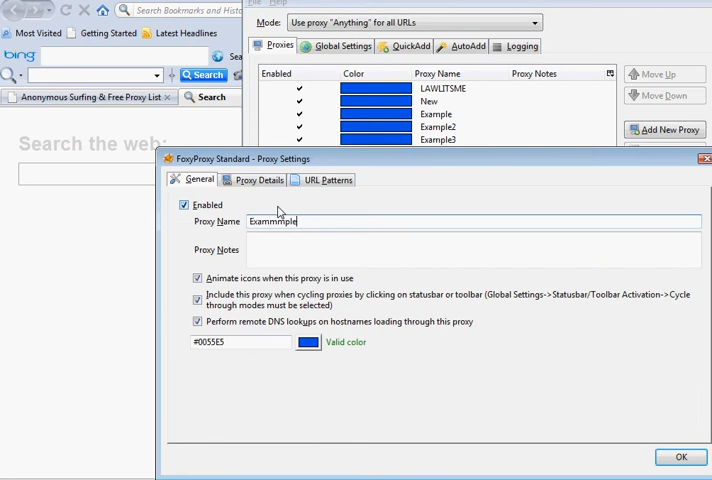 Search Bookmarks and Histo
File Help
Mode: Use proxy "Anything" for all URLs
Most Visited Getting Started Latest Headlines
Proxies Global Settings QuickAdd AutoAdd Logging
bing Sea
Enabled Color Proxy Name Proxy Notes Move Up
Search
LAWLITSME
Anonymous Surfing & Free Proxy List Search
New Move Down
Example
Example2 Add New Proxy
Search the web:
Example3
FoxyProxy Standard - Proxy Settings
General Proxy Details URL Patterns
Enabled
Proxy Name Exammmple
Proxy Notes
Animate icons when this proxy is in use
Include this proxy when cycling proxies by clicking on statusbar or toolbar (Global Settings->Statusbar/Toolbar Activation->Cycle
through modes must be selected)
Perform remote DNS lookups on hostnames loading through this proxy
#0055E5 Valid color
OK